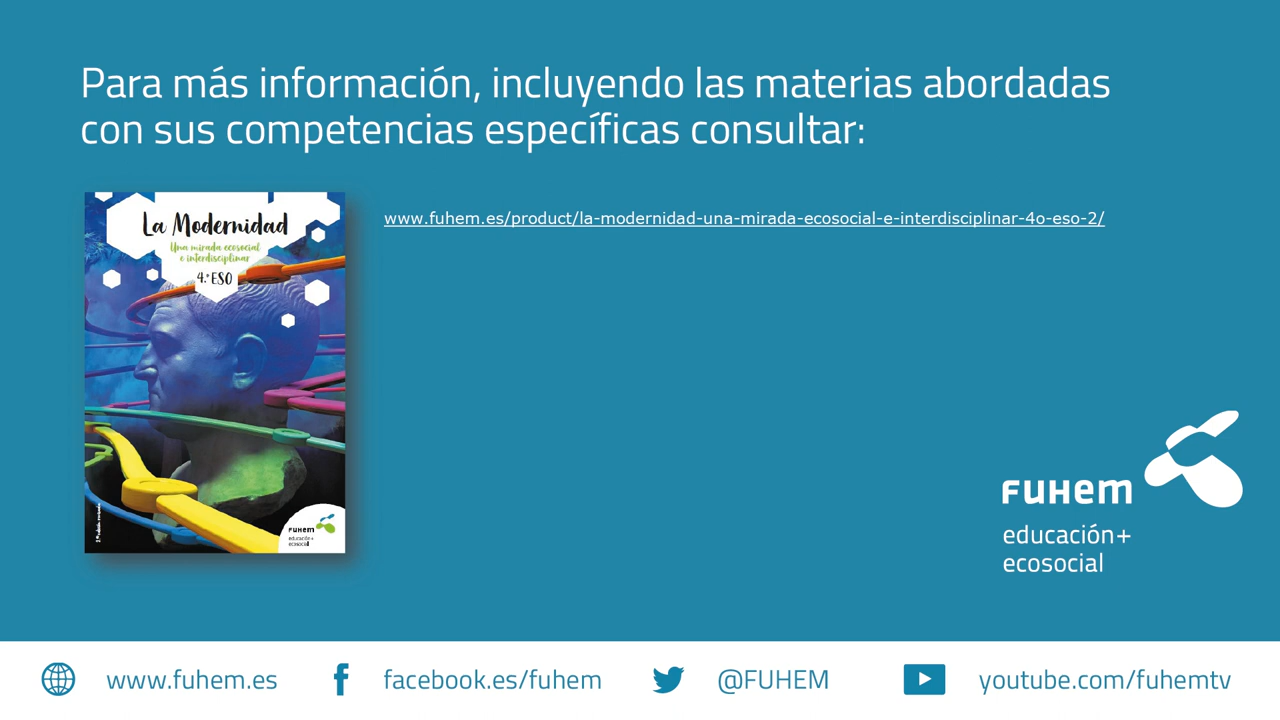 Para más información, incluyendo las materias abordadas
con sus competencias específicas consultar:
La Modernidad
Una mirada ecosocial
e interdisciplinar
4.º ESO
www.fuhem.es/product/la-modernidad-una-mirada-ecosocial-e-interdisciplinar-4o-eso-2/
FUHEM
educación+
ecosocial
FUHEM
educación+
ecosocial
www.fuhem.es
facebook.es/fuhem
@FUHEM
youtube.com/fuhemtv